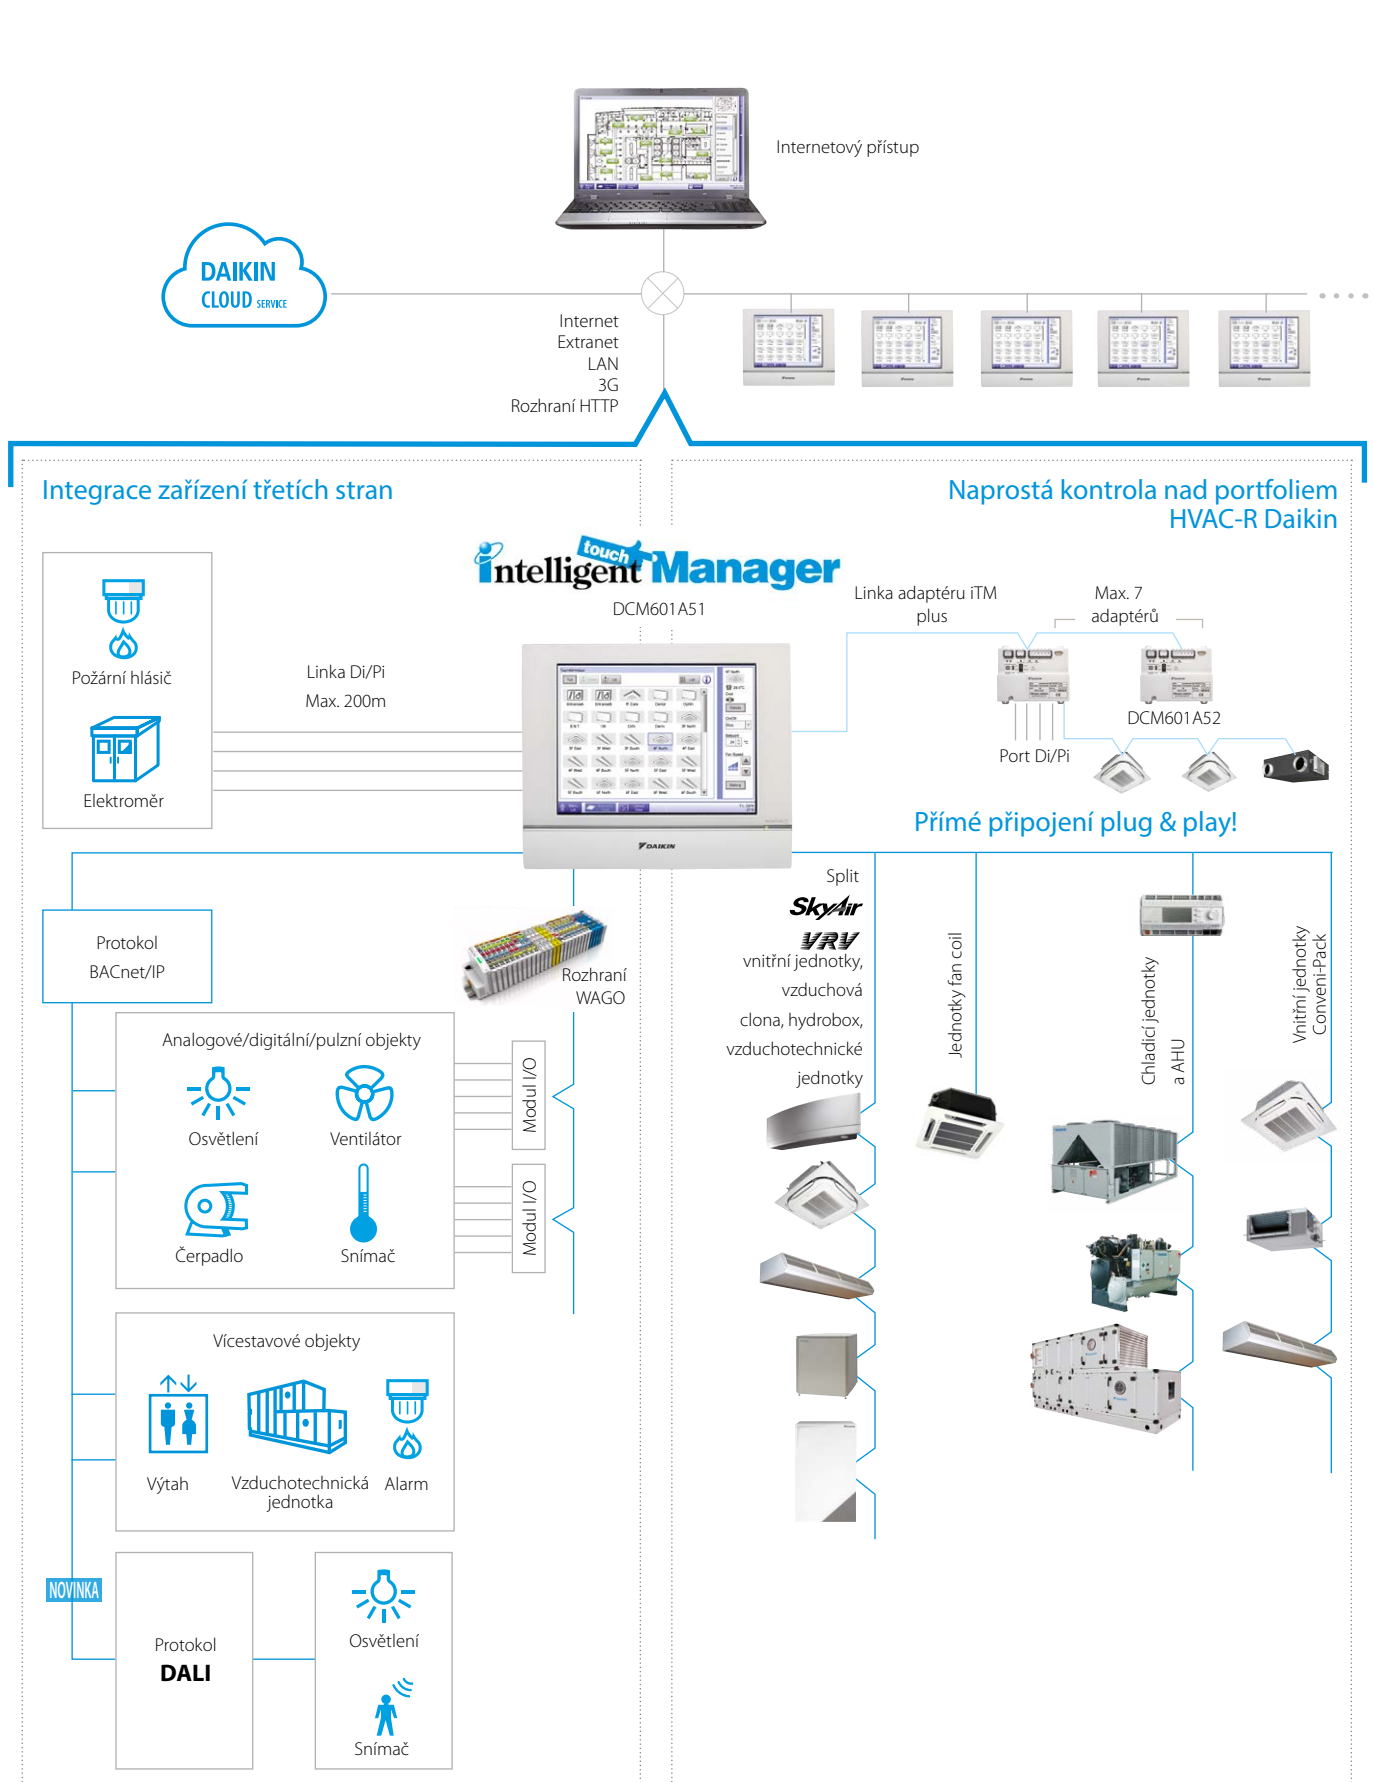 Internetový přístup
DAIKIN
CLOUD SERVICE
Internet
Extranet
LAN
3G
Rozhraní HTTP
Integrace zařízení třetích stran
Naprostá kontrola nad portfoliem
HVAC-R Daikin
intelligent touch Manager
DCM601A51
Linka adaptéru iTM
plus
Max. 7
adaptérů
Požární hlásič
Linka Di/Pi
Max. 200m
Elektroměr
DCM601A52
Port Di/Pi
Přímé připojení plug & play!
DAIKIN
Protokol
BACnet/IP
Rozhraní
WAGO
Split
SkyAir
VRV
vnitřní jednotky,
vzduchová
clona, hydrobox,
vzduchotechnické
jednotky
Jednotky fan coil
Chladicí jednotky
a AHU
Vnitřní jednotky
Conveni-Pack
Analogové/digitální/pulzní objekty
Osvětlení
Ventilátor
Čerpadlo
Snímač
Modul I/O
Modul I/O
Vícestavové objekty
Výtah
Vzduchotechnická
jednotka
Alarm
NOVINKA
Protokol
DALI
Osvětlení
Snímač